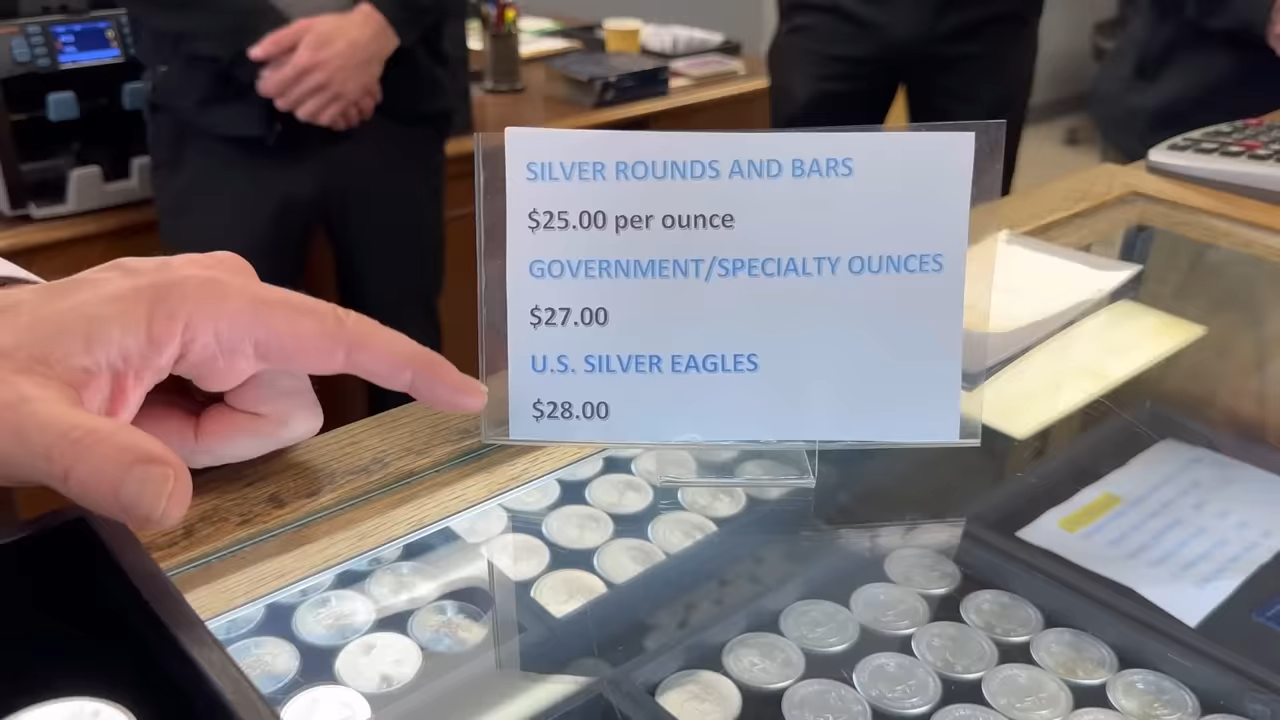 SILVER ROUNDS AND BARS
$25.00 per ounce
GOVERNMENT/SPECIALTY OUNCES
$27.00
U.S. SILVER EAGLES
$28.00